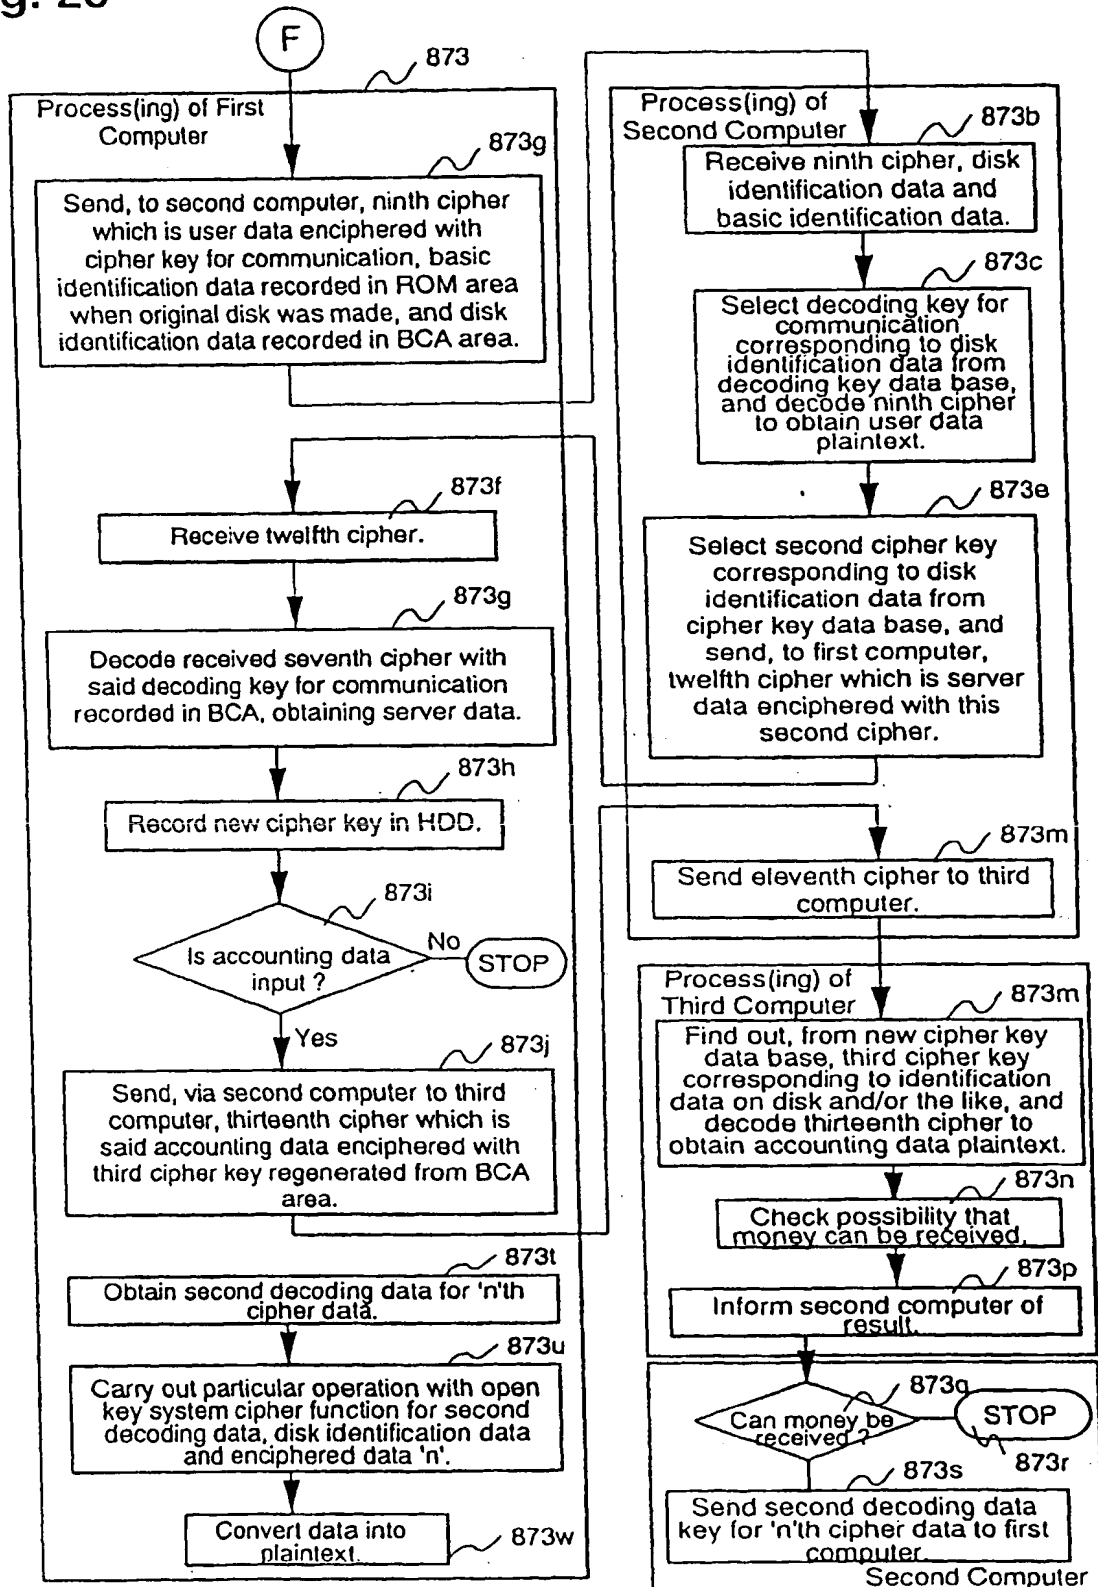 g. 20
F
873
Process(ing) of First
Computer
873g
Send, to second computer, ninth cipher
which is user data enciphered with
cipher key for communication, basic
identification data recorded in ROM area
when original disk was made, and disk
identification data recorded in BCA area.
873f
Receive twelfth cipher.
873g
Decode received seventh cipher with
said decoding key for communication
recorded in BCA, obtaining server data.
873h
Record new cipher key in HDD.
873i
Is accounting data
input ?
No
STOP
Yes
873j
Send, via second computer to third
computer, thirteenth cipher which is
said accounting data enciphered with
third cipher key regenerated from BCA
area.
873t
Obtain second decoding data for 'n'th
cipher data.
873u
Carry out particular operation with open
key system cipher function for second
decoding data, disk identification data
and enciphered data 'n'.
Convert data into
plaintext.
873w
Process(ing) of
Second Computer
873b
Receive ninth cipher, disk
identification data and
basic identification data.
873c
Select decoding key for
communication
corresponding to disk
identification data from
decoding key data base,
and decode ninth cipher
to obtain user data
plaintext.
873e
Select second cipher key
corresponding to disk
identification data from
cipher key data base, and
send, to first computer,
twelfth cipher which is server
data enciphered with this
second cipher.
873m
Send eleventh cipher to third
computer.
Process(ing) of
Third Computer
873m
Find out, from new cipher key
data base, third cipher key
corresponding to identification
data on disk and/or the like, and
decode thirteenth cipher to
obtain accounting data plaintext.
873n
Check possibility that
money can be received.
873p
Inform second computer of
result.
873q
Can money be
received ?
STOP
873r
873s
Send second decoding data
key for 'n'th cipher data to first
computer.
Second Computer